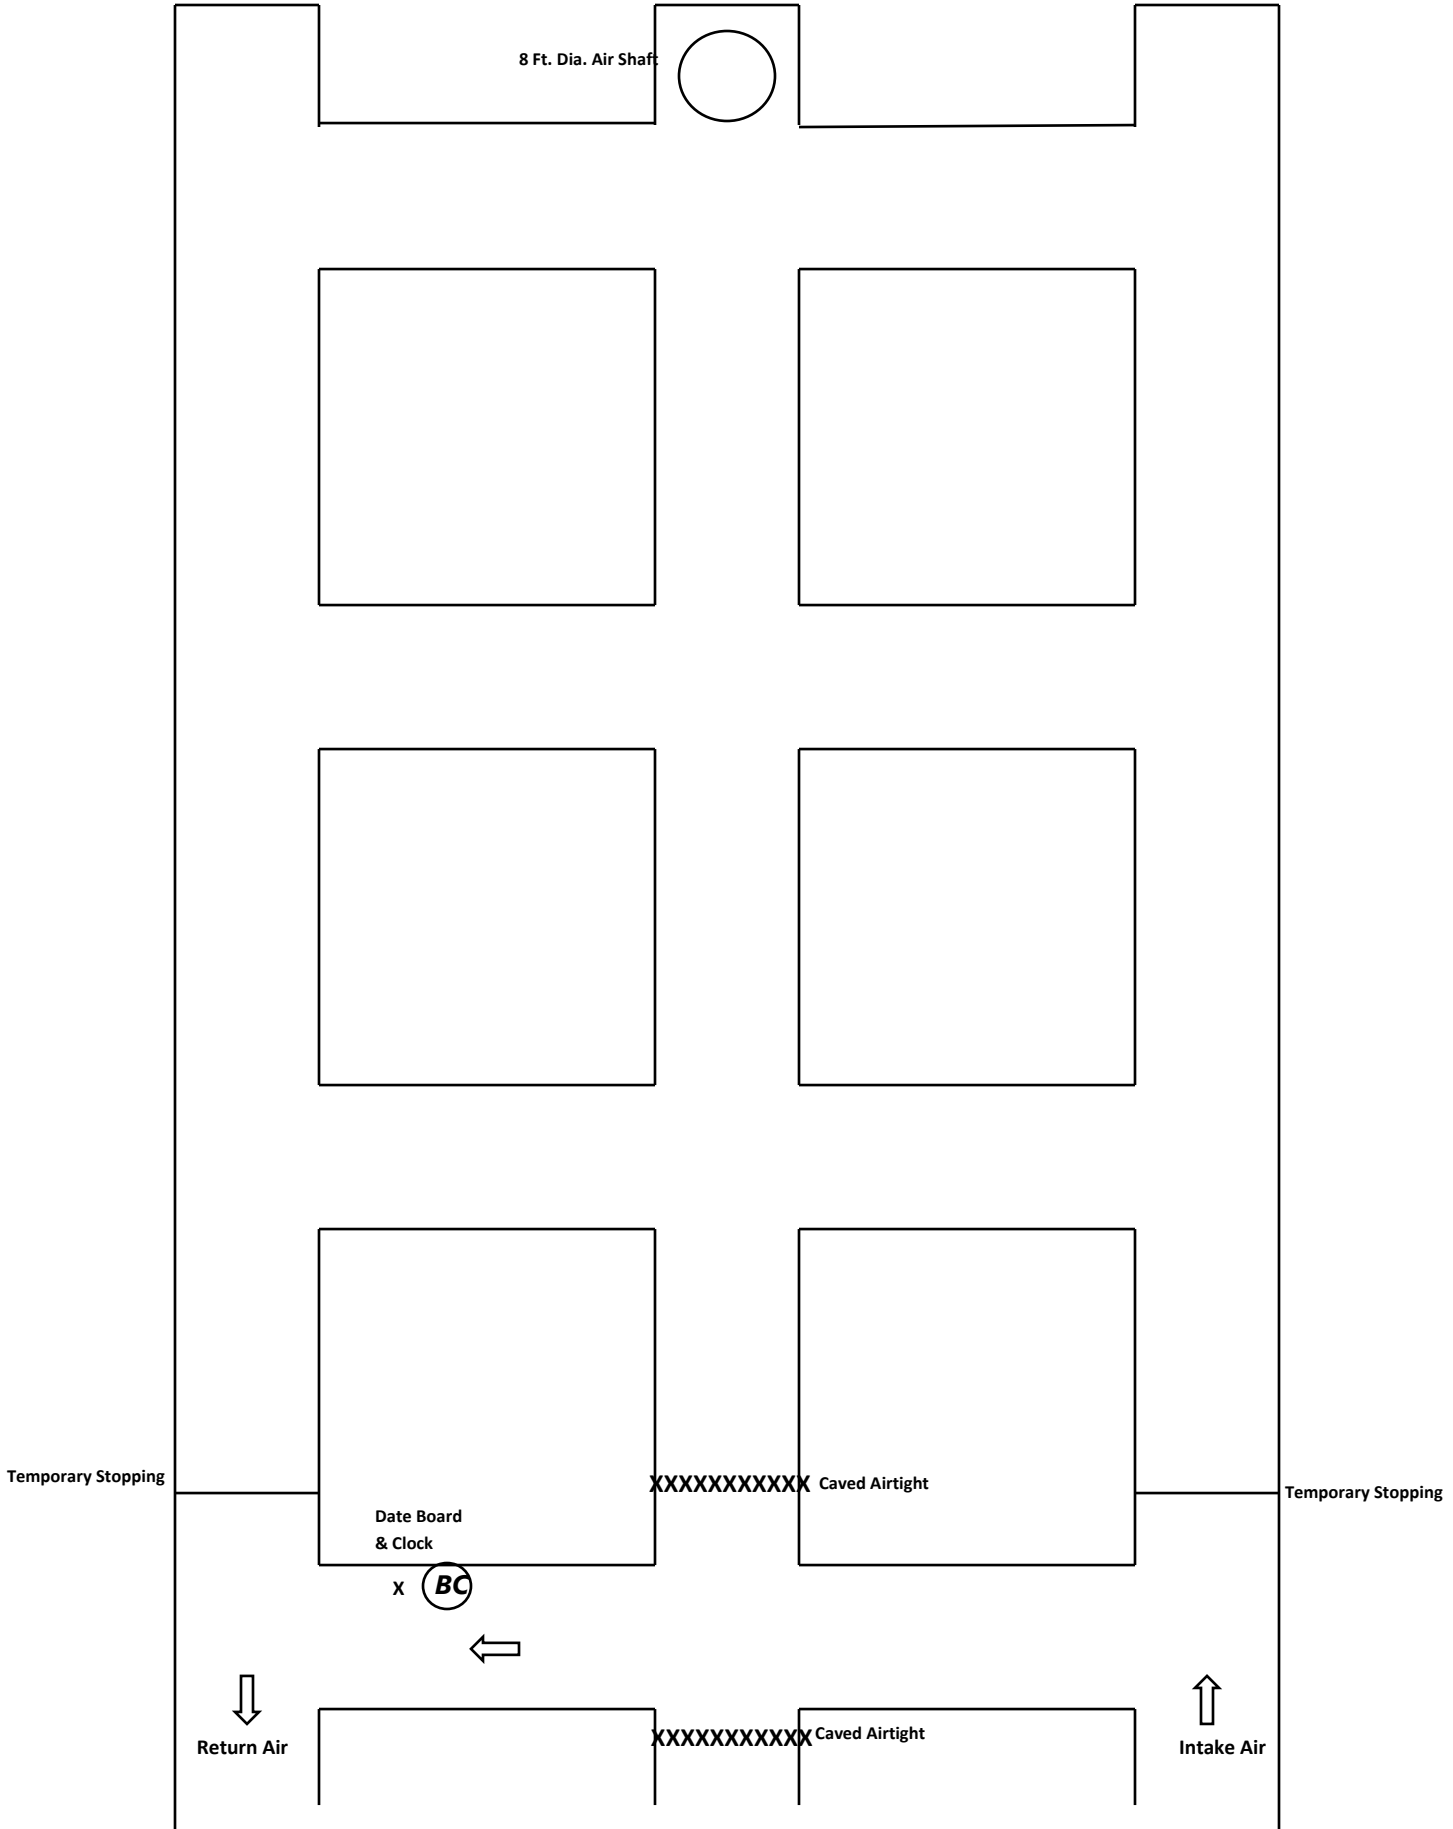 8 Ft. Dia. Air Shaft
Temporary Stopping
XXXXXXXXXXX Caved Airtight
Temporary Stopping
Date Board
& Clock
X BC
Return Air
XXXXXXXXXXX Caved Airtight
Intake Air